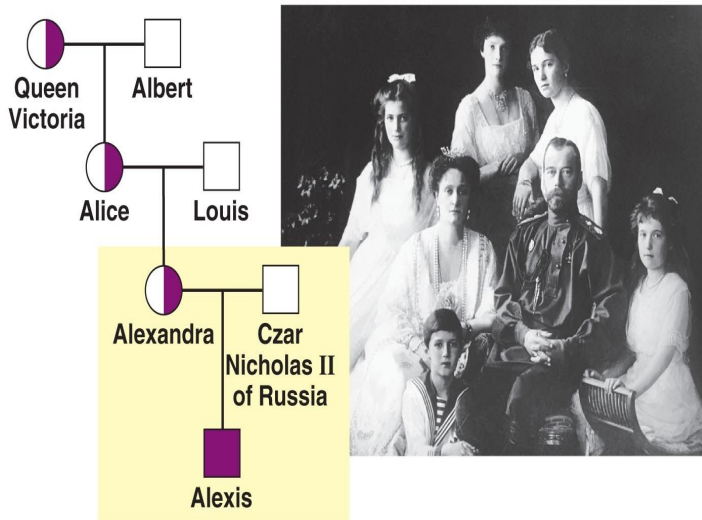 Queen
Victoria
Albert
Alice
Louis
Alexandra
Czar
Nicholas II
of Russia
Alexis